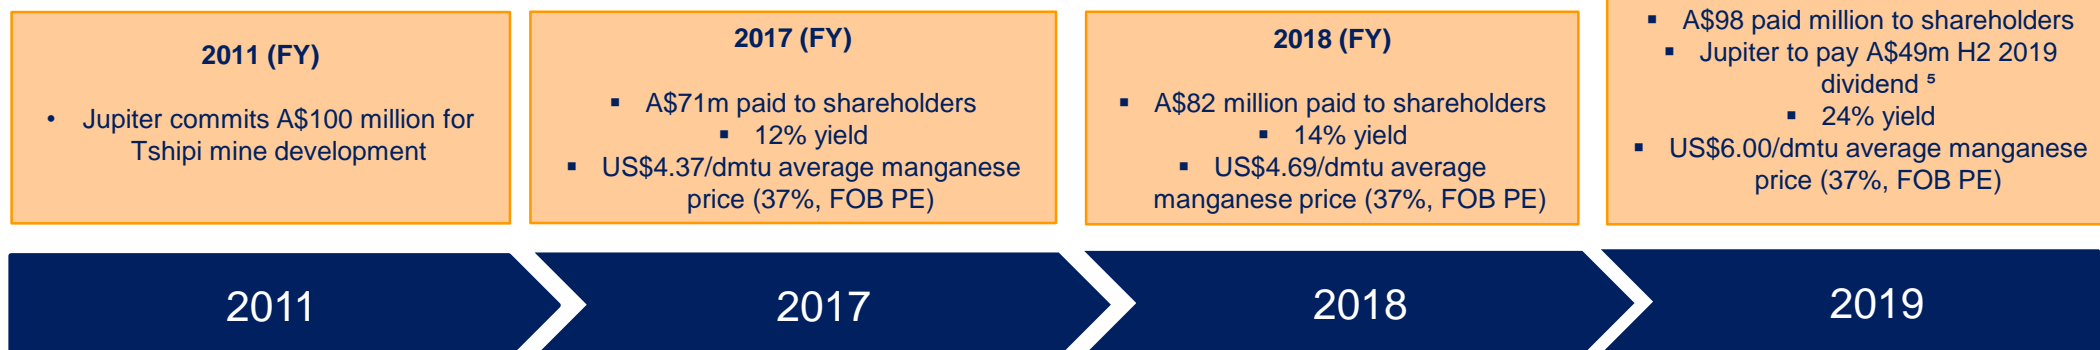 2011 (FY)
• Jupiter commits A$100 million for
Tshipi mine development
2017 (FY)
▪ A$71m paid to shareholders
▪ 12% yield
▪ US$4.37/dmtu average manganese
price (37%, FOB PE)
2018 (FY)
▪ A$82 million paid to shareholders
▪ 14% yield
▪ US$4.69/dmtu average
manganese price (37%, FOB PE)
▪ A$98 paid million to shareholders
▪ Jupiter to pay A$49m H2 2019
dividend ⁵
▪ 24% yield
▪ US$6.00/dmtu average manganese
price (37%, FOB PE)
2011
2017
2018
2019